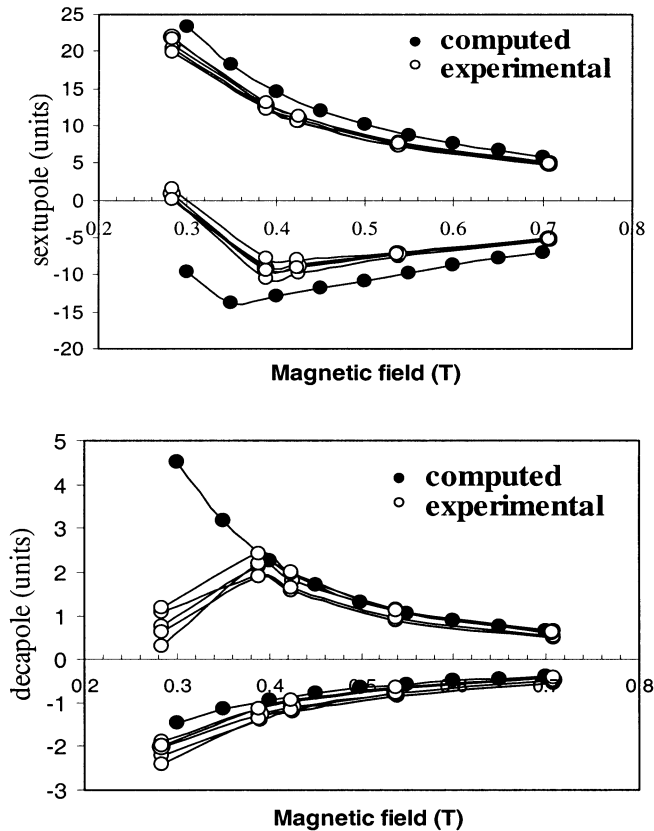 25
20
15
10
5
0
-5
-10
-15
-20
sextupole (units)
computed
experimental
0.2 0.3 0.4 0.5 0.6 0.7 0.8
Magnetic field (T)
5
4
3
2
1
0
-1
-2
-3
decapole (units)
computed
experimental
0.2 0.3 0.4 0.5 0.6 0.7 0.8
Magnetic field (T)